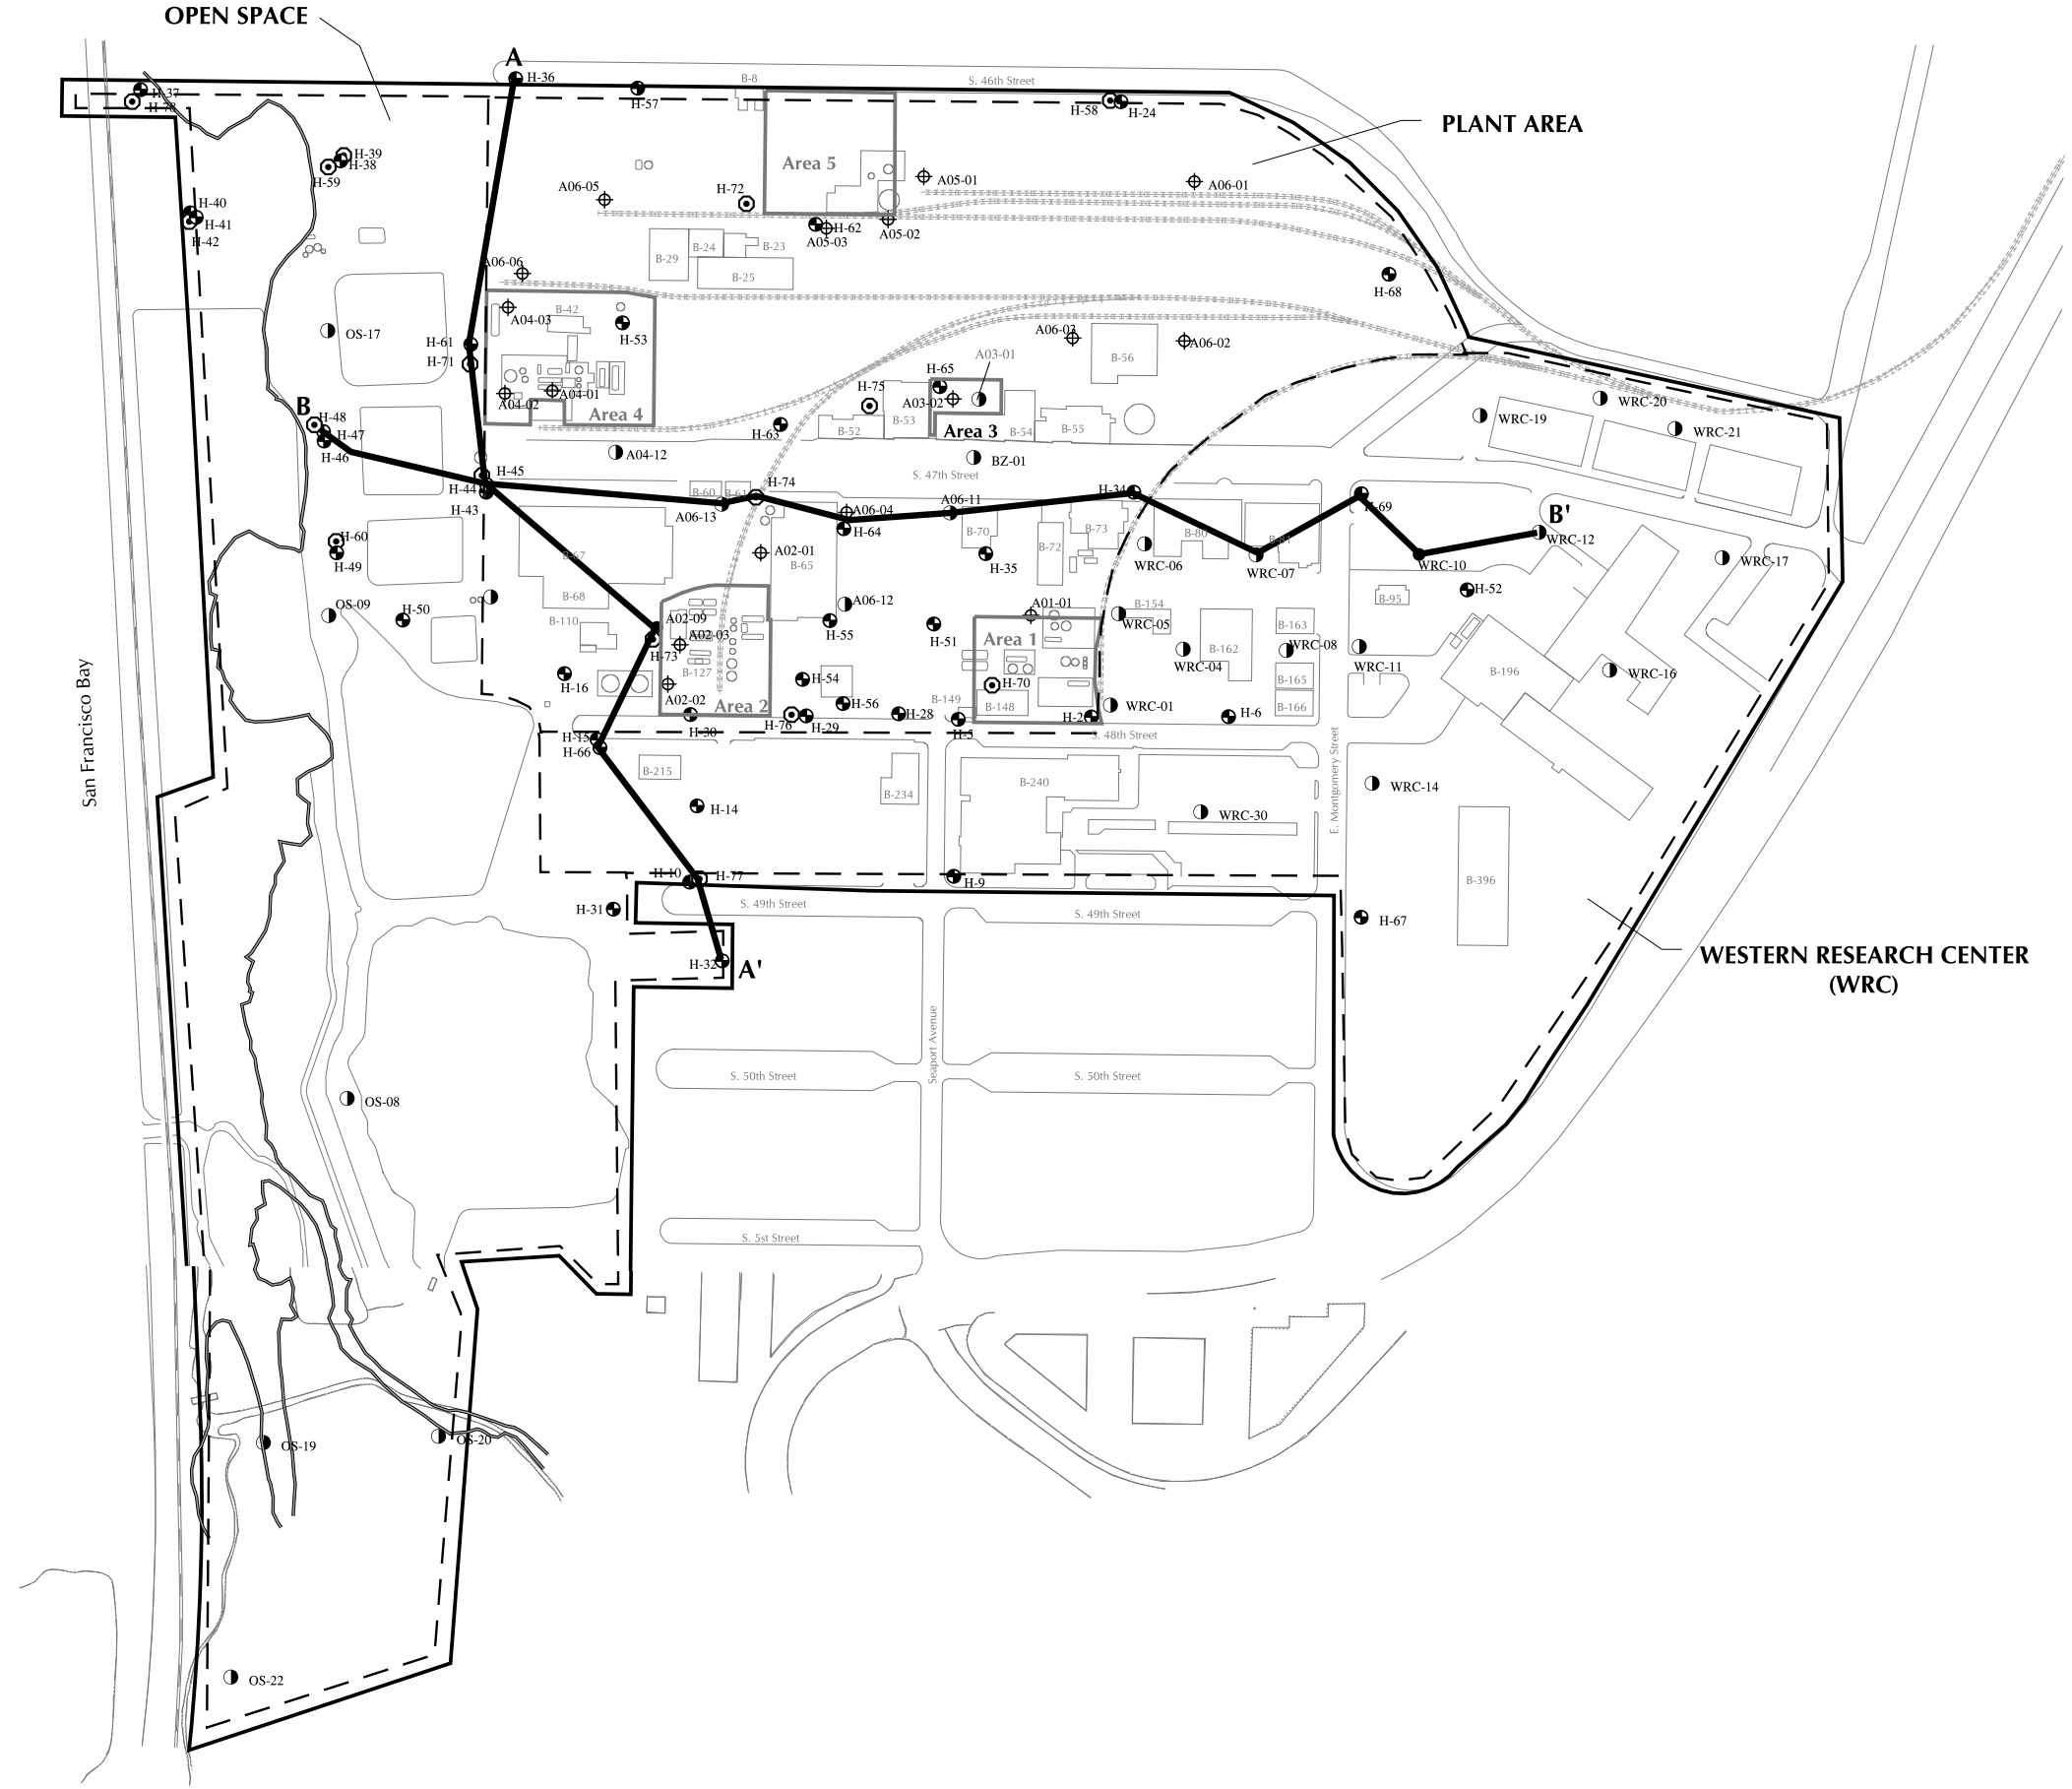 OPEN SPACE
A
H-36
H-57
B-8
S. 46th Street
H-37
H-78
H-58
H-24
PLANT AREA
H-39
H-38
H-59
Area 5
A05-01
A06-01
A06-05
H-72
H-40
H-41
H-42
H-62
A05-03
A05-02
B-24
B-23
B-29
B-25
A06-06
H-68
A04-03
B-42
H-53
OS-17
H-61
H-71
A06-03
A06-02
B-56
A03-01
H-65
H-75
A03-02
A04-02
A04-01
Area 4
B
H-48
H-47
H-46
H-63
B-52
B-53
Area 3
B-54
B-55
WRC-19
WRC-20
WRC-21
A04-12
BZ-01
H-45
S. 47th Street
H-44
H-43
B-60
B-61
H-74
A06-13
A06-04
H-64
A06-11
H-34
H-69
B'
WRC-12
B-70
B-73
B-80
B-81
B-72
H-60
H-49
B-67
A02-01
B-65
H-35
WRC-06
WRC-07
WRC-10
WRC-17
H-52
B-95
OS-09
H-50
B-68
A06-12
A01-01
B-154
WRC-05
B-110
A02-09
A02-03
H-73
H-55
H-51
Area 1
B-163
WRC-08
WRC-04
B-162
WRC-11
B-196
WRC-16
H-16
B-127
H-54
H-70
B-165
A02-02
Area 2
H-56
B-149
B-148
B-166
WRC-01
H-30
H-76
H-29
H-28
H-5
H-2
H-6
S. 48th Street
H-15
H-66
San Francisco Bay
B-215
B-234
B-240
E. Montgomery Street
WRC-14
H-14
WRC-30
H-10
H-77
H-9
B-396
H-31
S. 49th Street
S. 49th Street
H-67
H-32
A'
WESTERN RESEARCH CENTER
(WRC)
Seaport Avenue
S. 50th Street
S. 50th Street
OS-08
S. 5st Street
OS-19
OS-20
OS-22